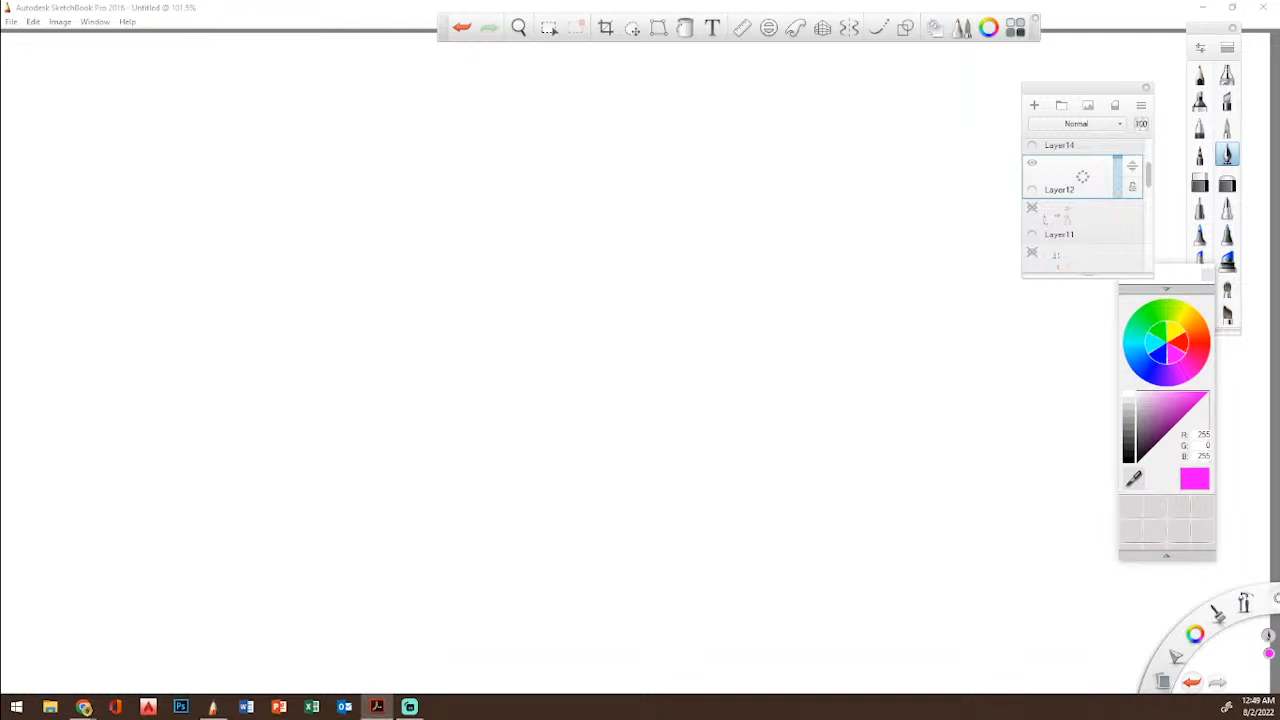 Autodesk SketchBook Pro 2016 - Untitled @ 101.5%
File Edit Image Window Help
T
Normal 100
Layer14
Layer12
Layer11
R: 255
G: 0
B: 255
12:49 AM
8/2/2022